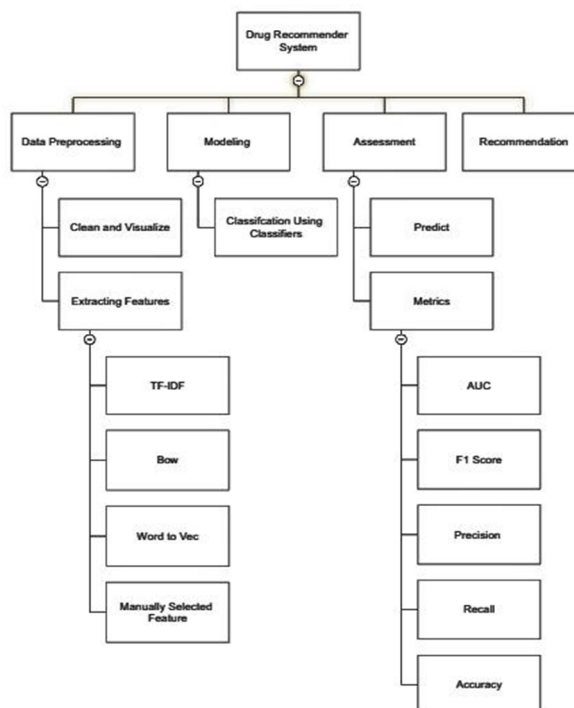 Drug Recommender
System
Data Preprocessing
Modeling
Assessment
Recommendation
Clean and Visualize
Classifcation Using
Classifiers
Predict
Extracting Features
Metrics
TF-IDF
AUC
Bow
F1 Score
Word to Vec
Precision
Manually Selected
Feature
Recall
Accuracy